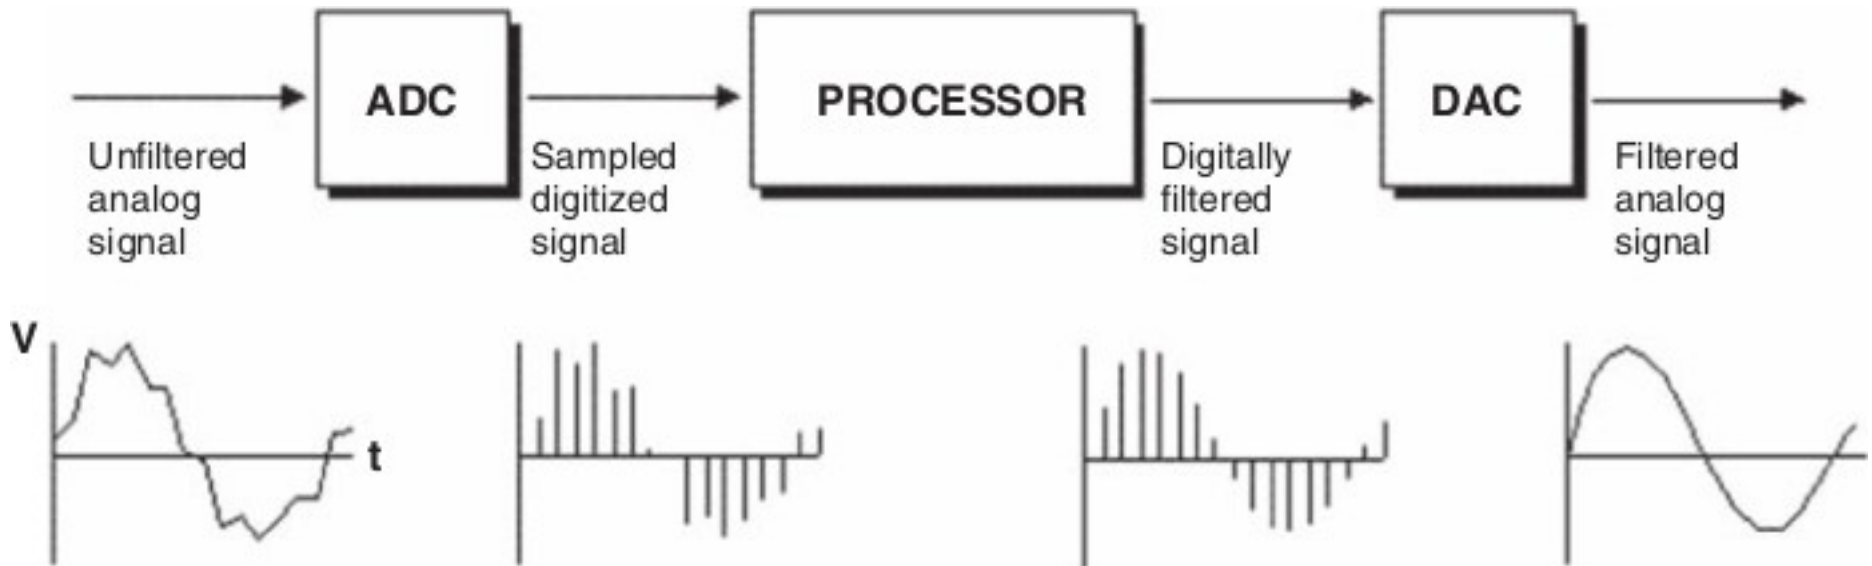 ADC
PROCESSOR
DAC
Unfiltered
analog
signal
Sampled
digitized
signal
Digitally
filtered
signal
Filtered
analog
signal
V
t